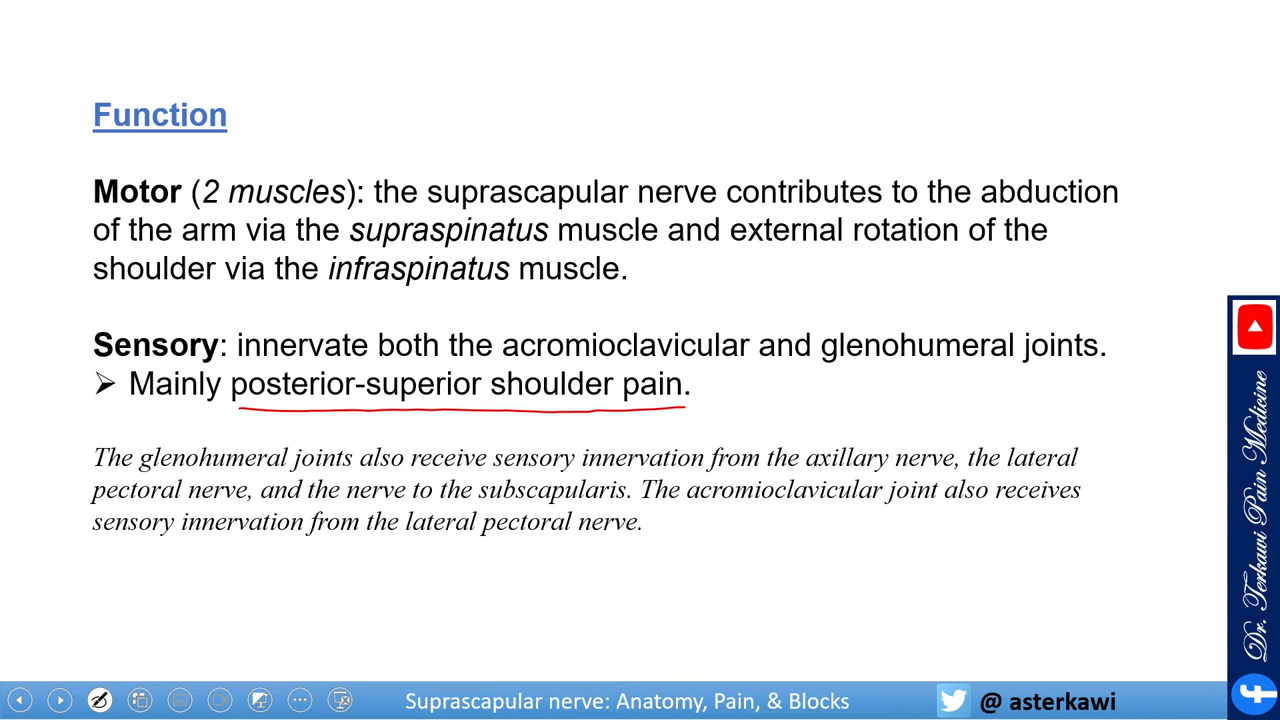 Function
Motor (2 muscles): the suprascapular nerve contributes to the abduction
of the arm via the supraspinatus muscle and external rotation of the
shoulder via the infraspinatus muscle.
Sensory: innervate both the acromioclavicular and glenohumeral joints.
➢ Mainly posterior-superior shoulder pain.
The glenohumeral joints also receive sensory innervation from the axillary nerve, the lateral
pectoral nerve, and the nerve to the subscapularis. The acromioclavicular joint also receives
sensory innervation from the lateral pectoral nerve.
Dr. Terkawi Pain Medicine
Suprascapular nerve: Anatomy, Pain, & Blocks
@ asterkawi